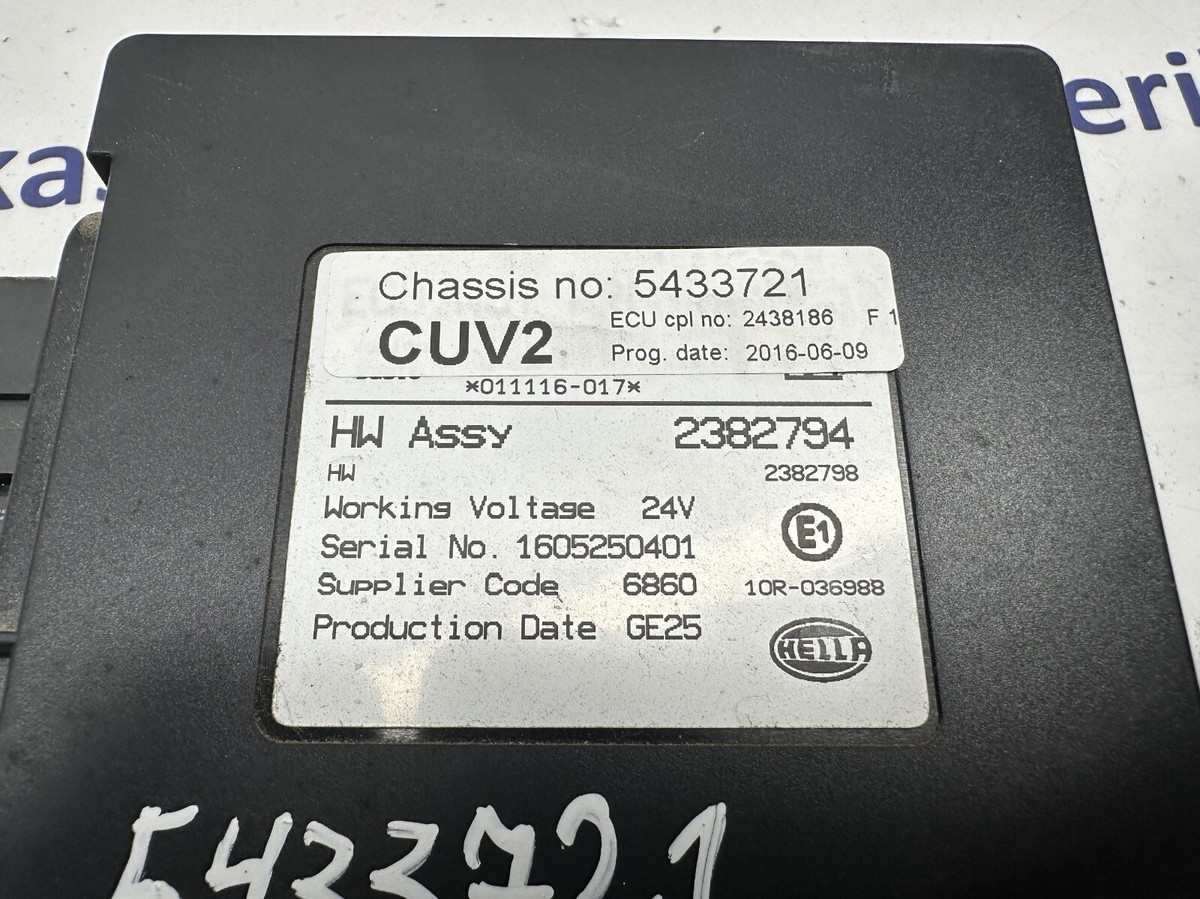 Chassis no: 5433721
CUV2
ECU cpl no: 2438186 F 1
Prog. date: 2016-06-09
*011116-017*
HW Assy 2382794
HW 2382798
Working Voltage 24V
E1
Serial No. 1605250401
Supplier Code 6860 10R-036988
Production Date GE25
HELLA
5433721